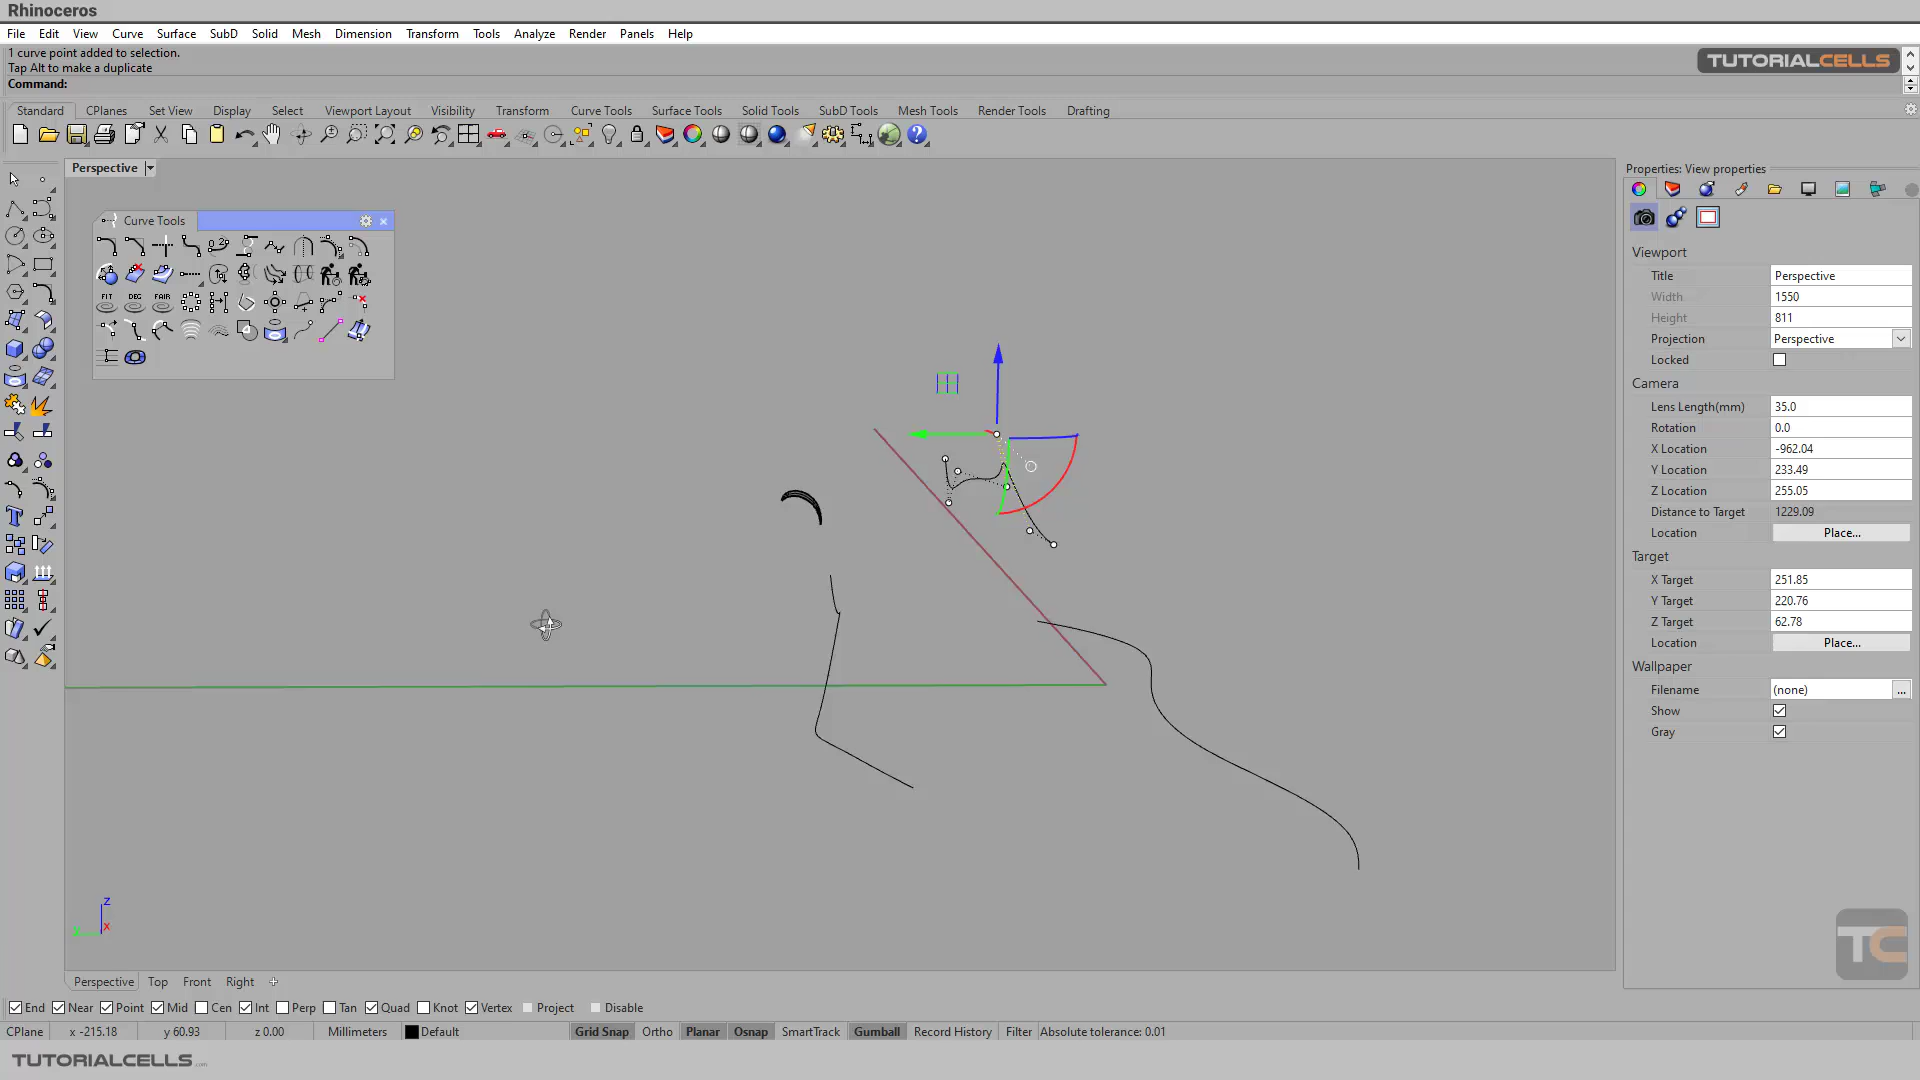 Rhinoceros
File Edit View Curve Surface SubD Solid Mesh Dimension Transform Tools Analyze Render Panels Help
1 curve point added to selection.
Tap Alt to make a duplicate
Command:
TUTORIALCELLS
Standard CPlanes Set View Display Select Viewport Layout Visibility Transform Curve Tools Surface Tools Solid Tools SubD Tools Mesh Tools Render Tools Drafting
Perspective
Curve Tools
FIT DEG FAIR
Properties: View properties
Viewport
Title Perspective
Width 1550
Height 811
Projection Perspective
Locked
Camera
Lens Length(mm) 35.0
Rotation 0.0
X Location -962.04
Y Location 233.49
Z Location 255.05
Distance to Target 1229.09
Location Place...
Target
X Target 251.85
Y Target 220.76
Z Target 62.78
Location Place...
Wallpaper
Filename (none) ...
Show
Gray
z
x
TC
Perspective Top Front Right
End Near Point Mid Cen Int Perp Tan Quad Knot Vertex Project Disable
CPlane x -215.18 y 60.93 z 0.00 Millimeters Default Grid Snap Ortho Planar Osnap SmartTrack Gumball Record History Filter Absolute tolerance: 0.01
TUTORIALCELLS